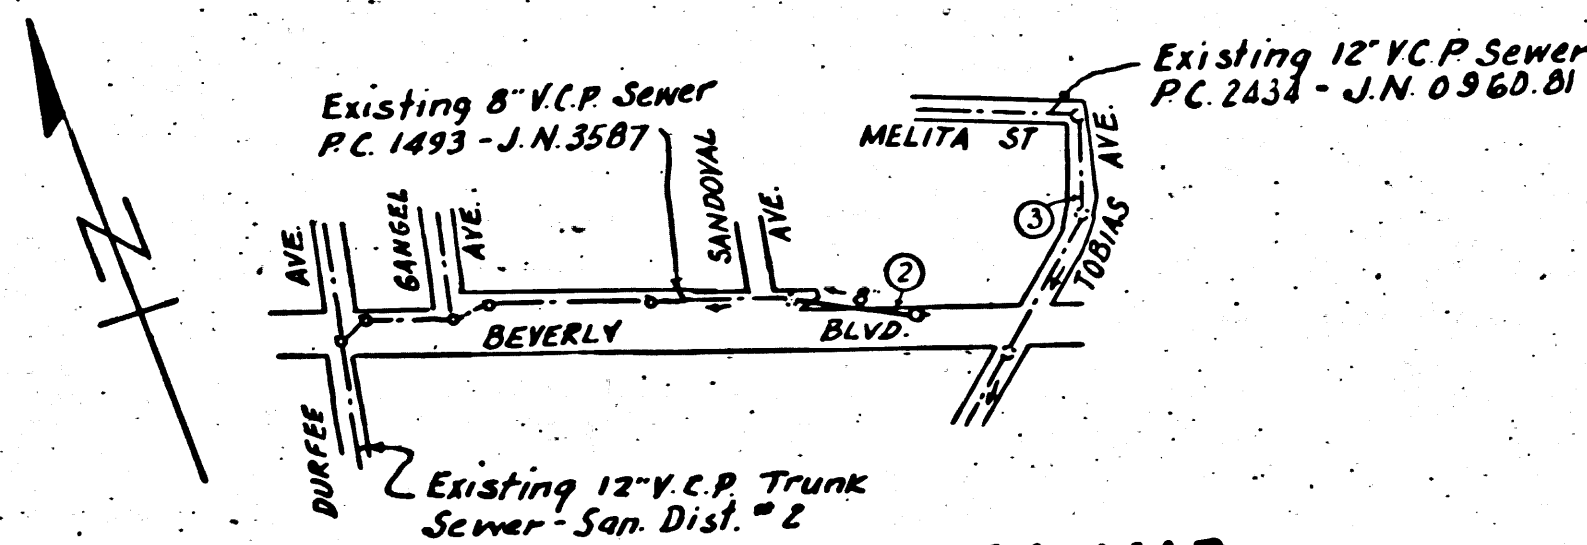 Existing 12" V.C.P. Sewer
P.C. 2434 - J.N. 0960.81
Existing 8" V.C.P. Sewer
P.C. 1493 - J.N. 3587
MELITA ST
AVE.
TOBIAS
SANDOVAL
AVE.
GANGEL
AVE.
AVE.
DURFEE
3
2
8"
BEVERLY
BLVD.
N
Existing 12" V.C.P. Trunk
Sewer - San. Dist. # 2